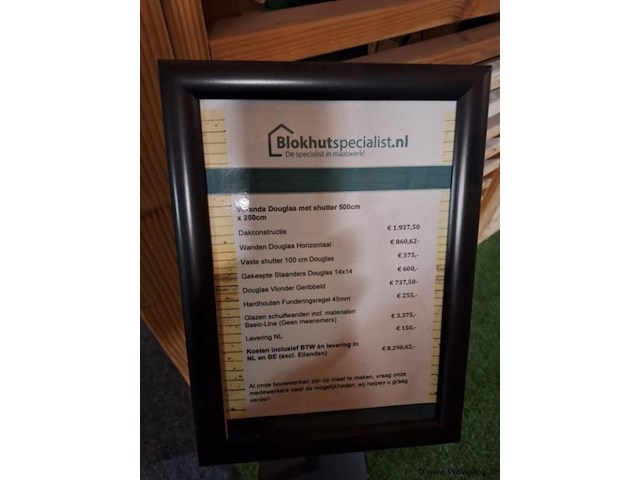 Blokhutspecialist.nl
De specialist in maatwerk!
Veranda Douglas met shutter 500cm
x 250cm
Dakconstructie € 1.937,50
Wanden Douglas Horizontaal € 860,62-
Vaste shutter 100 cm Douglas € 375,-
Gekeepte Staanders Douglas 14x14 € 600,-
Douglas Vlonder Geribbeld € 737,50-
Hardhouten Funderingsregel 45mm € 255,-
Glazen schuifwanden incl. materialen
Basic-Line (Geen meenemers) € 3.375,-
Levering NL € 150,-
Kosten inclusief BTW én levering in
NL en BE (excl. Eilanden) € 8.290,62,-
Al onze bouwwerken zijn op maat te maken, vraag onze
medewerkers naar de mogelijkheden, wij helpen u graag
verder!